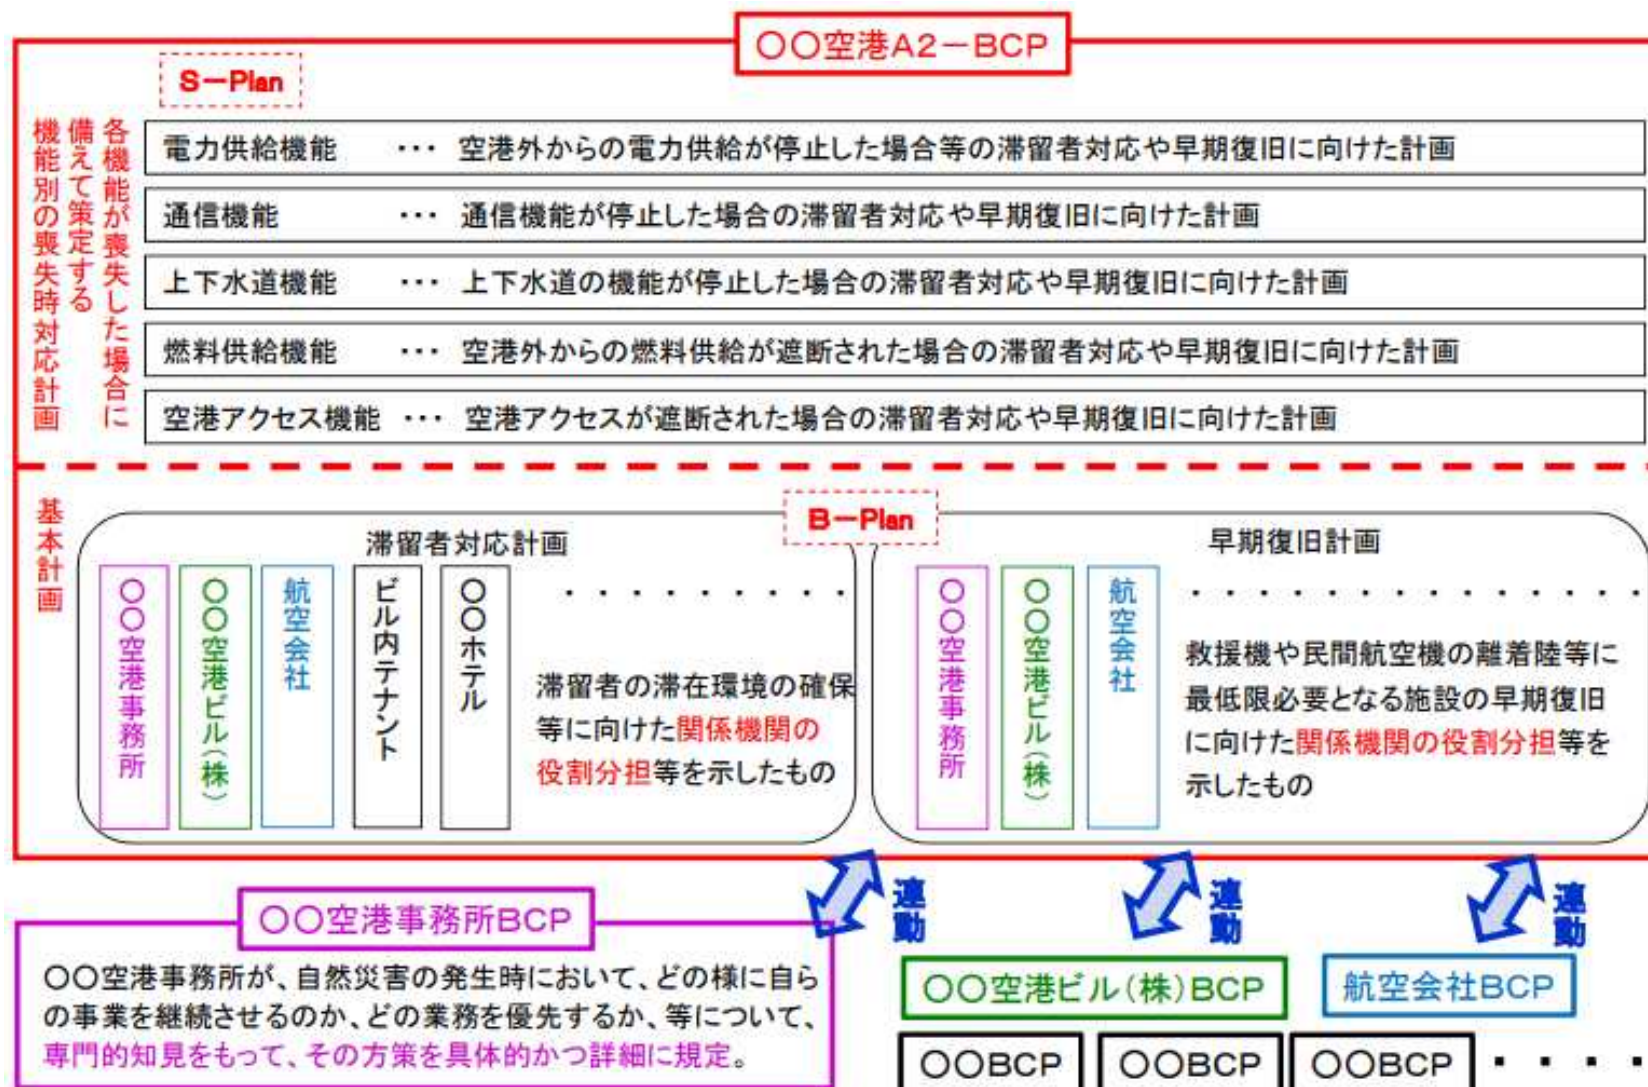 〇〇空港A2-BCP
S-Plan
各機能が喪失した場合に
備えて策定する
機能別の喪失時対応計画
電力供給機能 ・・・ 空港外からの電力供給が停止した場合等の滞留者対応や早期復旧に向けた計画
通信機能 ・・・ 通信機能が停止した場合の滞留者対応や早期復旧に向けた計画
上下水道機能 ・・・ 上下水道の機能が停止した場合の滞留者対応や早期復旧に向けた計画
燃料供給機能 ・・・ 空港外からの燃料供給が遮断された場合の滞留者対応や早期復旧に向けた計画
空港アクセス機能 ・・・ 空港アクセスが遮断された場合の滞留者対応や早期復旧に向けた計画
基本計画
B-Plan
滞留者対応計画
〇〇空港事務所
〇〇空港ビル(株)
航空会社
ビル内テナント
〇〇ホテル
・・・・・・・・・
滞留者の滞在環境の確保
等に向けた関係機関の
役割分担等を示したもの
早期復旧計画
〇〇空港事務所
〇〇空港ビル(株)
航空会社
・・・・・・・・・・・・・・
救援機や民間航空機の離着陸等に
最低限必要となる施設の早期復旧
に向けた関係機関の役割分担等を
示したもの
連動
連動
連動
〇〇空港事務所BCP
〇〇空港事務所が、自然災害の発生時において、どの様に自ら
の事業を継続させるのか、どの業務を優先するか、等について、
専門的知見をもって、その方策を具体的かつ詳細に規定。
〇〇空港ビル(株)BCP
航空会社BCP
〇〇BCP
〇〇BCP
〇〇BCP
・・・・